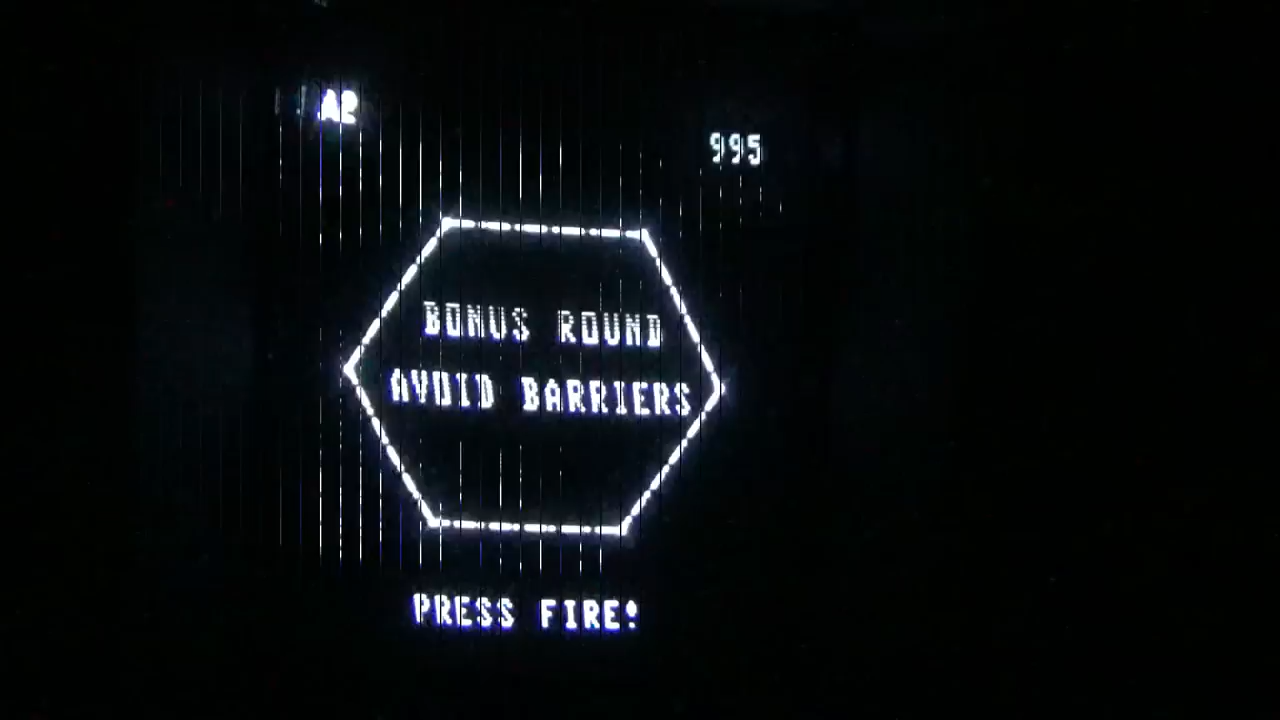 A2
995
BONUS ROUND
AVOID BARRIERS
PRESS FIRE!